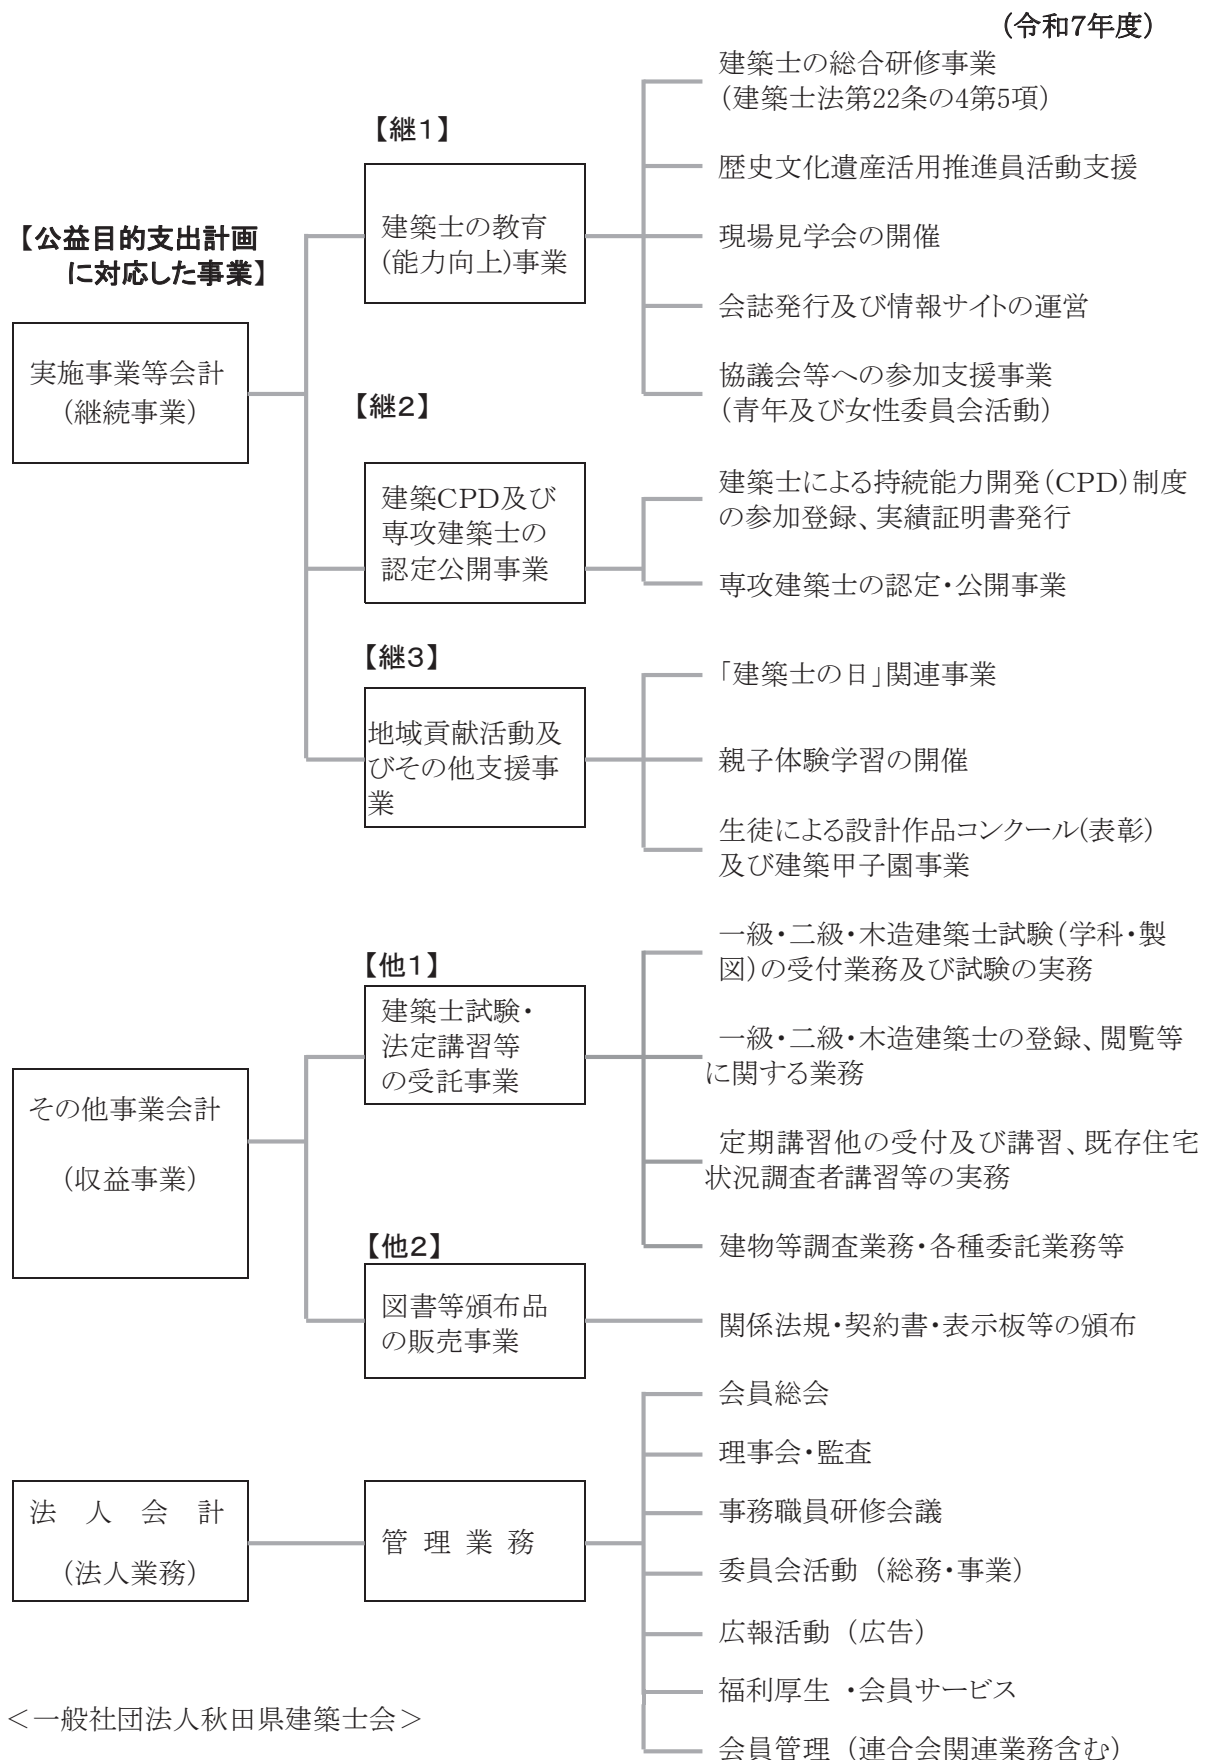 （令和7年度）
【公益目的支出計画
に対応した事業】
実施事業等会計
（継続事業）
【継1】
建築士の教育
(能力向上)事業
建築士の総合研修事業
（建築士法第22条の4第5項）
歴史文化遺産活用推進員活動支援
現場見学会の開催
会誌発行及び情報サイトの運営
協議会等への参加支援事業
（青年及び女性委員会活動）
【継2】
建築CPD及び
専攻建築士の
認定公開事業
建築士による持続能力開発（CPD）制度
の参加登録、実績証明書発行
専攻建築士の認定・公開事業
【継3】
地域貢献活動及
びその他支援事
業
「建築士の日」関連事業
親子体験学習の開催
生徒による設計作品コンクール(表彰)
及び建築甲子園事業
その他事業会計
（収益事業）
【他1】
建築士試験・
法定講習等
の受託事業
一級・二級・木造建築士試験（学科・製
図）の受付業務及び試験の実務
一級・二級・木造建築士の登録、閲覧等
に関する業務
定期講習他の受付及び講習、既存住宅
状況調査者講習等の実務
建物等調査業務・各種委託業務等
【他2】
図書等頒布品
の販売事業
関係法規・契約書・表示板等の頒布
法　人　会　計
（法人業務）
管 理 業 務
会員総会
理事会・監査
事務職員研修会議
委員会活動 （総務・事業）
広報活動 （広告）
福利厚生 ・会員サービス
会員管理 （連合会関連業務含む）
＜一般社団法人秋田県建築士会＞